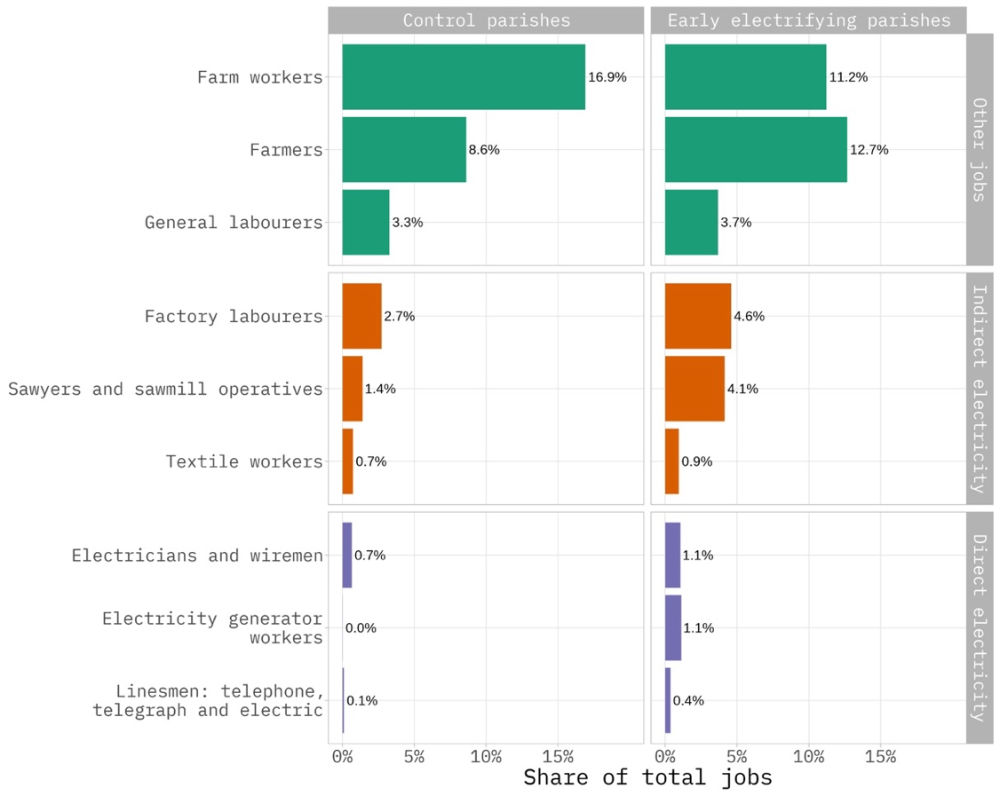 Control parishes
Early electrifying parishes
Farm workers
16.9%
11.2%
Farmers
8.6%
12.7%
General labourers
3.3%
3.7%
Other jobs
Factory labourers
2.7%
4.6%
Sawyers and sawmill operatives
1.4%
4.1%
Textile workers
0.7%
0.9%
Indirect electricity
Electricians and wiremen
0.7%
1.1%
Electricity generator
workers
0.0%
1.1%
Linesmen: telephone,
telegraph and electric
0.1%
0.4%
Direct electricity
0% 5% 10% 15%
0% 5% 10% 15%
Share of total jobs